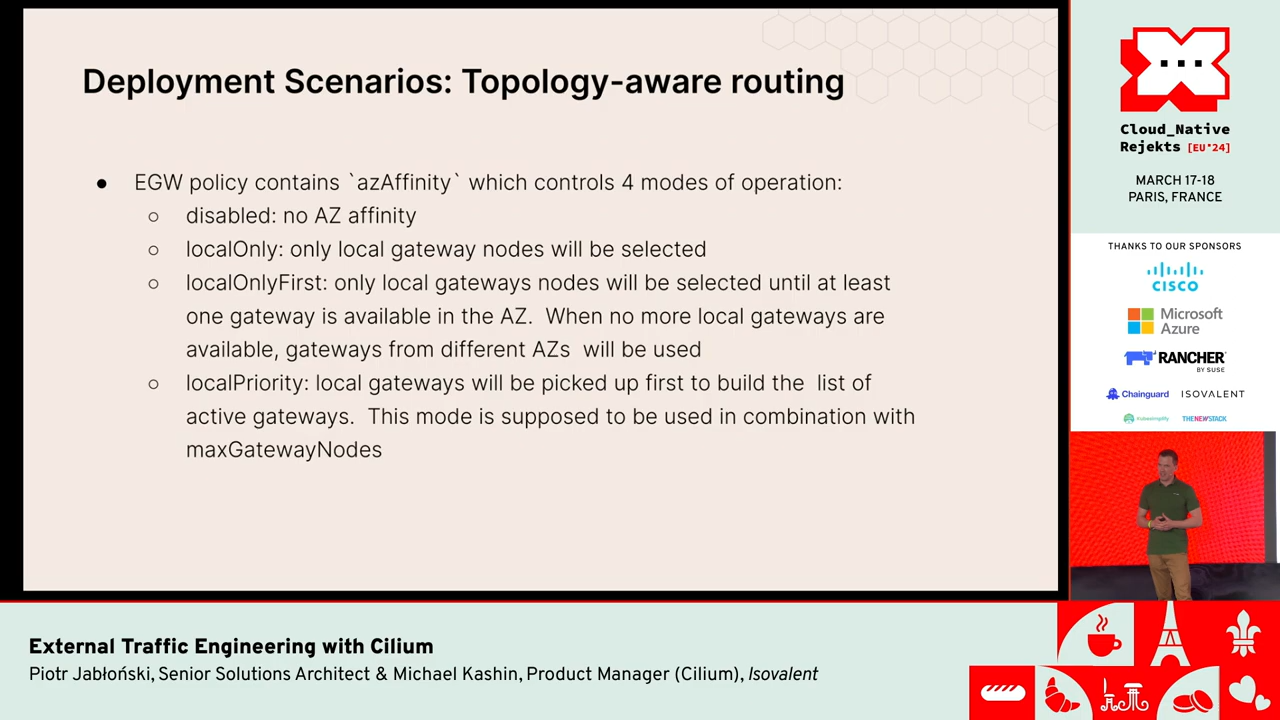 Deployment Scenarios: Topology-aware routing
● EGW policy contains `azAffinity` which controls 4 modes of operation:
○ disabled: no AZ affinity
○ localOnly: only local gateway nodes will be selected
○ localOnlyFirst: only local gateways nodes will be selected until at least
one gateway is available in the AZ.  When no more local gateways are
available, gateways from different AZs  will be used
○ localPriority: local gateways will be picked up first to build the  list of
active gateways.  This mode is supposed to be used in combination with
maxGatewayNodes
Cloud_Native
Rejekts [EU'24]
MARCH 17-18
PARIS, FRANCE
THANKS TO OUR SPONSORS
CISCO
Microsoft
Azure
RANCHER
BY SUSE
Chainguard
ISOVALENT
kubesimplify
THENEWSTACK
External Traffic Engineering with Cilium
Piotr Jabłoński, Senior Solutions Architect & Michael Kashin, Product Manager (Cilium), Isovalent